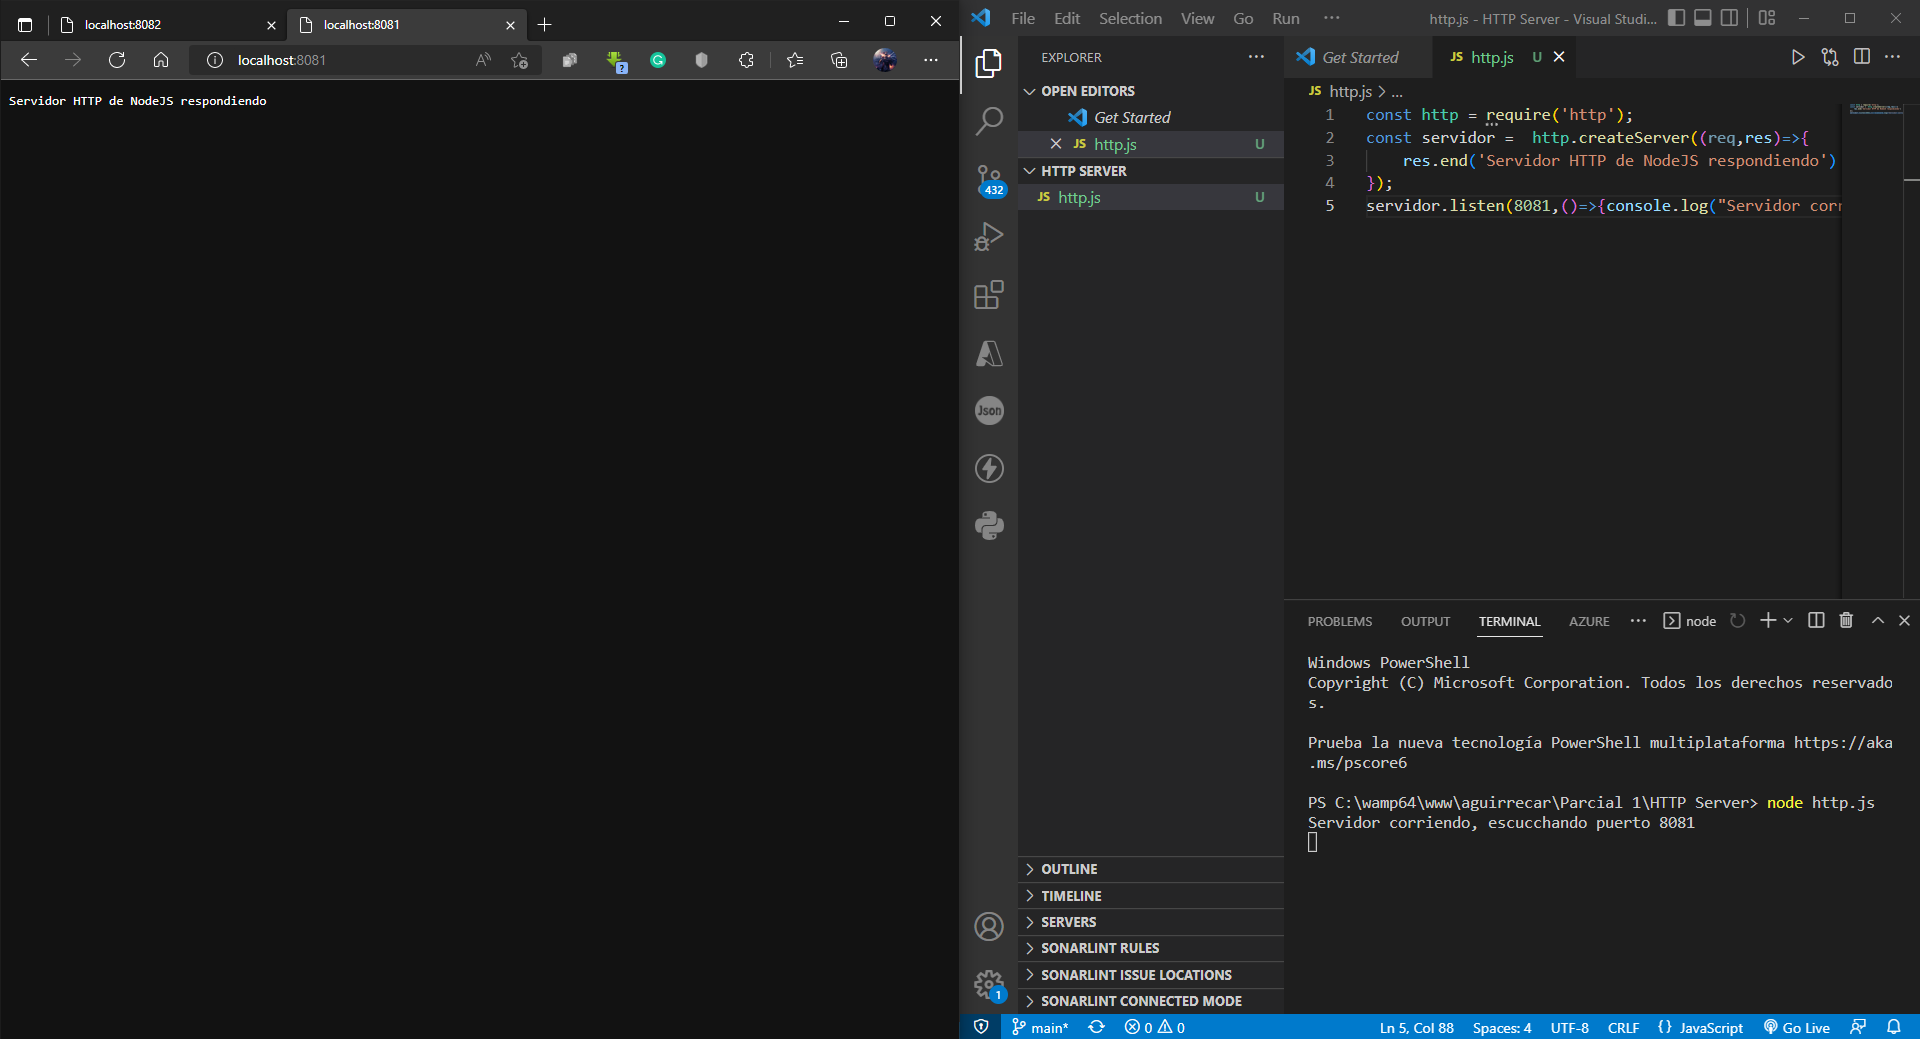 localhost:8082
localhost:8081
localhost:8081
Servidor HTTP de NodeJS respondiendo
File Edit Selection View Go Run ···
http.js - HTTP Server - Visual Studi...
EXPLORER
OPEN EDITORS
Get Started
JS http.js U
HTTP SERVER
JS http.js U
432
Json
OUTLINE
TIMELINE
SERVERS
SONARLINT RULES
SONARLINT ISSUE LOCATIONS
SONARLINT CONNECTED MODE
1
Get Started
JS http.js U
JS http.js > ...
1 const http = require('http');
2 const servidor =  http.createServer((req,res)=>{
3     res.end('Servidor HTTP de NodeJS respondiendo')
4 });
5 servidor.listen(8081,()=>{console.log("Servidor corr
PROBLEMS OUTPUT TERMINAL AZURE ··· node
Windows PowerShell
Copyright (C) Microsoft Corporation. Todos los derechos reservado
s.
Prueba la nueva tecnología PowerShell multiplataforma https://aka
.ms/pscore6
PS C:\wamp64\www\aguirrecar\Parcial 1\HTTP Server> node http.js
Servidor corriendo, escucchando puerto 8081
main* 0 0 Ln 5, Col 88 Spaces: 4 UTF-8 CRLF {} JavaScript Go Live